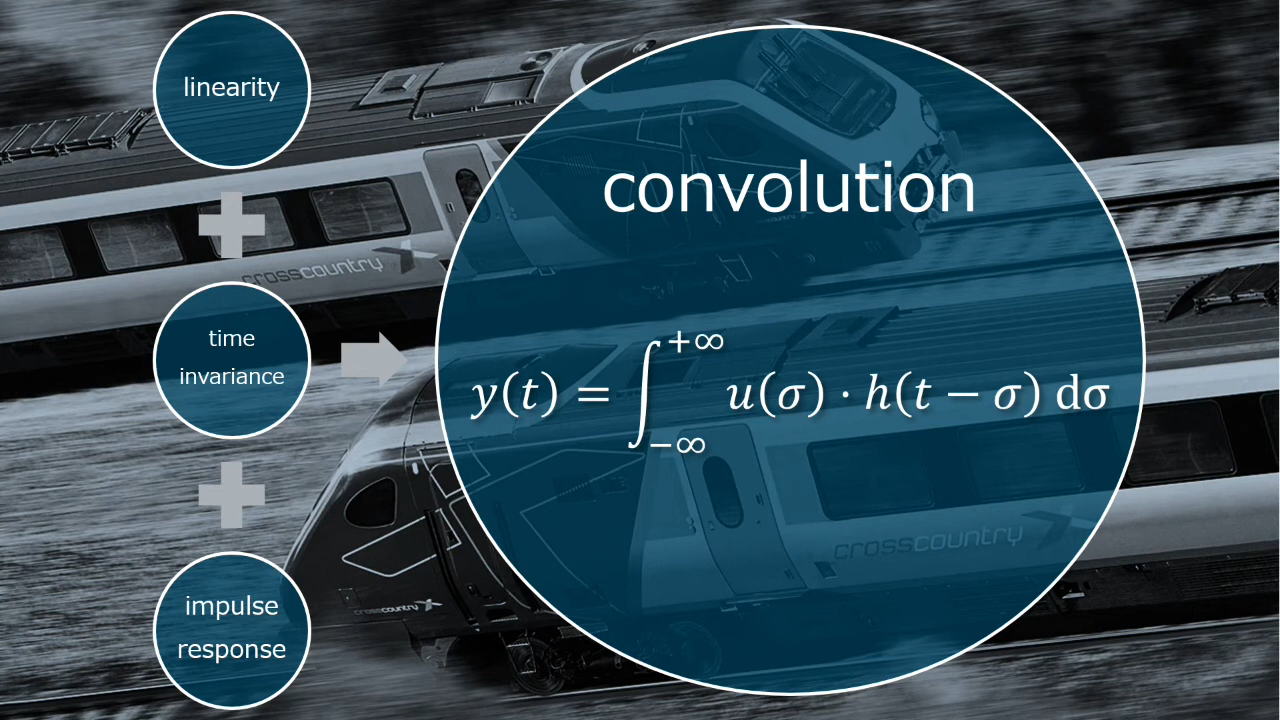 linearity
time
invariance
impulse
response
convolution
y(t) = ∫_{−∞}^{+∞} u(σ) · h(t − σ) dσ
crosscountry
crosscountry
crosscountry